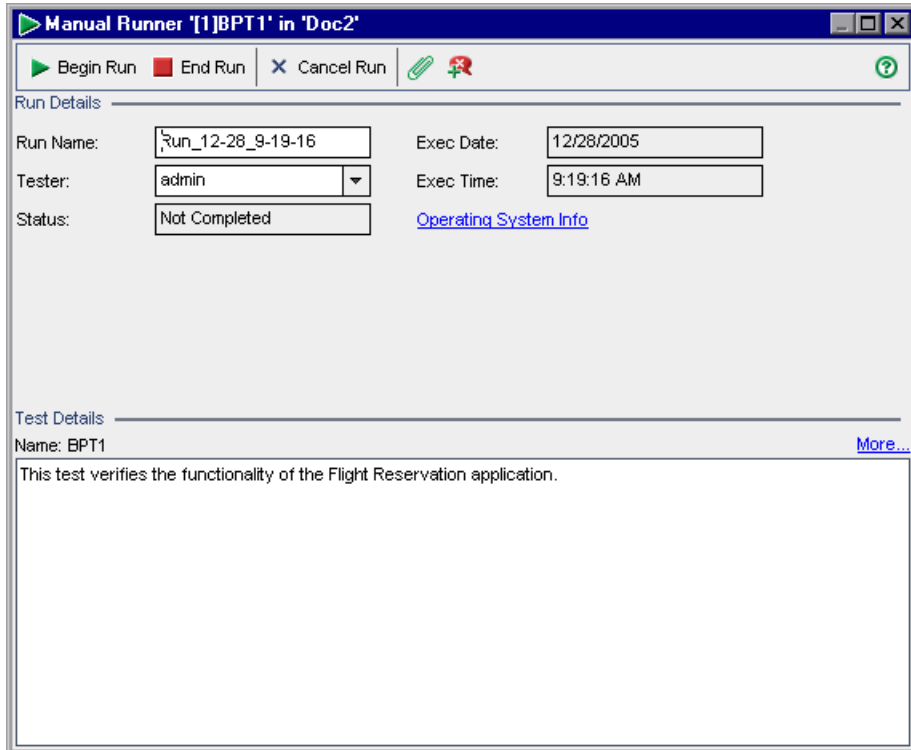 Manual Runner '[1]BPT1' in 'Doc2'
Begin Run End Run Cancel Run
Run Details
Run Name: Run_12-28_9-19-16 Exec Date: 12/28/2005
Tester: admin Exec Time: 9:19:16 AM
Status: Not Completed Operating System Info
Test Details
Name: BPT1 More...
This test verifies the functionality of the Flight Reservation application.